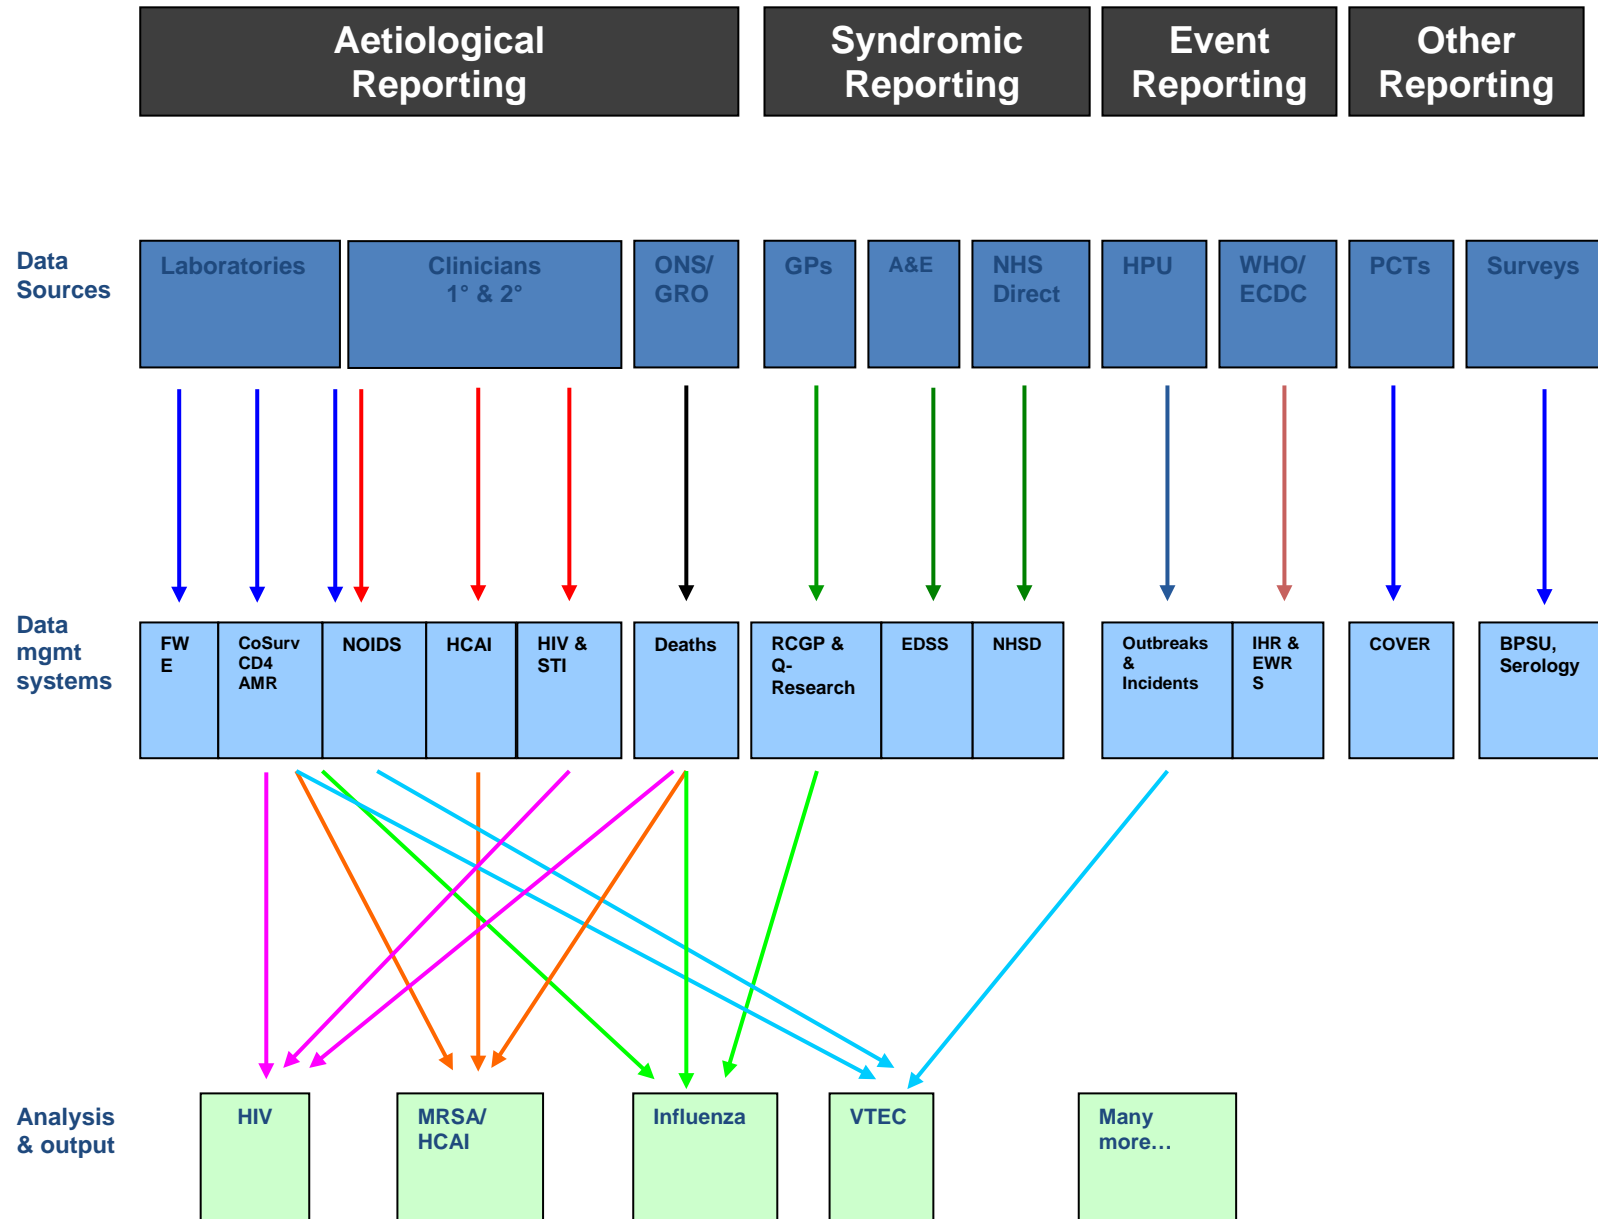 Aetiological
Reporting
Syndromic
Reporting
Event
Reporting
Other
Reporting
Data
Sources
Laboratories
Clinicians
1° & 2°
ONS/
GRO
GPs
A&E
NHS
Direct
HPU
WHO/
ECDC
PCTs
Surveys
Data
mgmt
systems
FW
E
CoSurv
CD4
AMR
NOIDS
HCAI
HIV &
STI
Deaths
RCGP &
Q-
Research
EDSS
NHSD
Outbreaks
&
Incidents
IHR &
EWR
S
COVER
BPSU,
Serology
Analysis
& output
HIV
MRSA/
HCAI
Influenza
VTEC
Many
more…